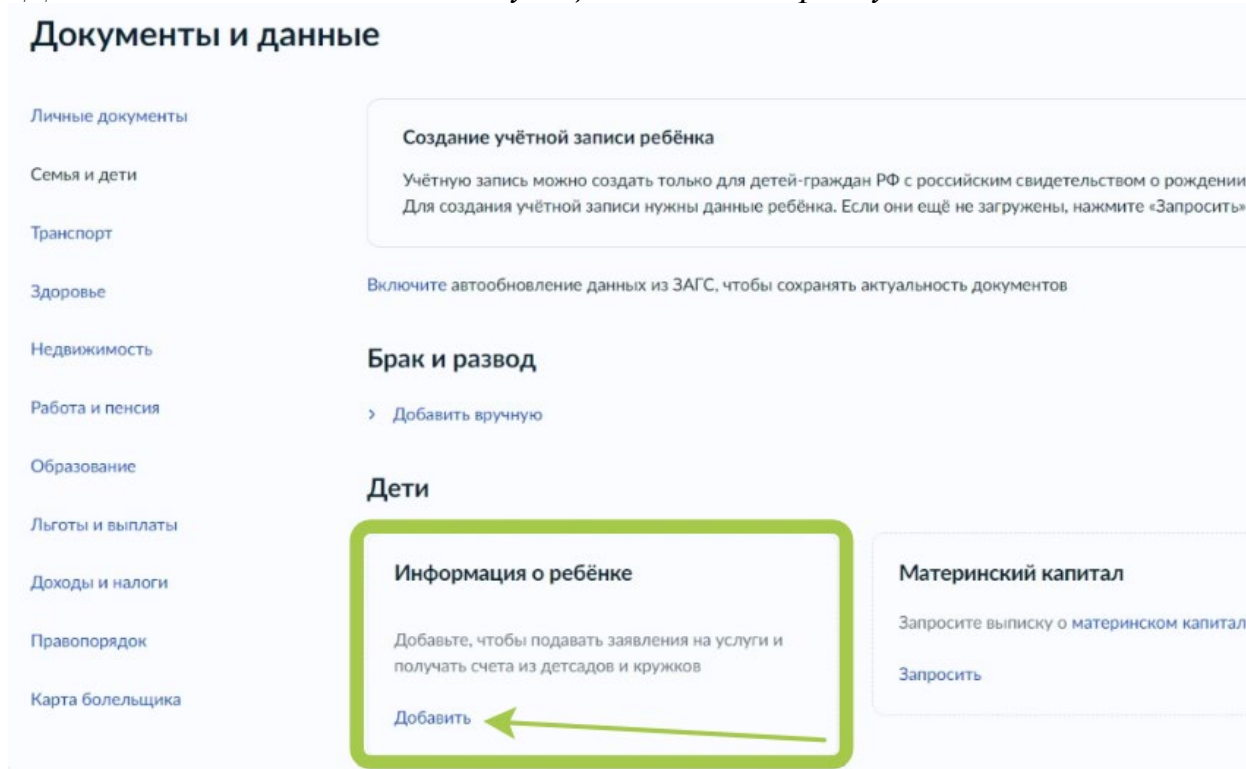 Документы и данные
Личные документы
Семья и дети
Транспорт
Здоровье
Недвижимость
Работа и пенсия
Образование
Льготы и выплаты
Доходы и налоги
Правопорядок
Карта болельщика
Создание учётной записи ребёнка
Учётную запись можно создать только для детей-граждан РФ с российским свидетельством о рождении
Для создания учётной записи нужны данные ребёнка. Если они ещё не загружены, нажмите «Запросить»
Включите автообновление данных из ЗАГС, чтобы сохранять актуальность документов
Брак и развод
Добавить вручную
Дети
Информация о ребёнке
Добавьте, чтобы подавать заявления на услуги и
получать счета из детсадов и кружков
Добавить
Материнский капитал
Запросите выписку о материнском капитал
Запросить